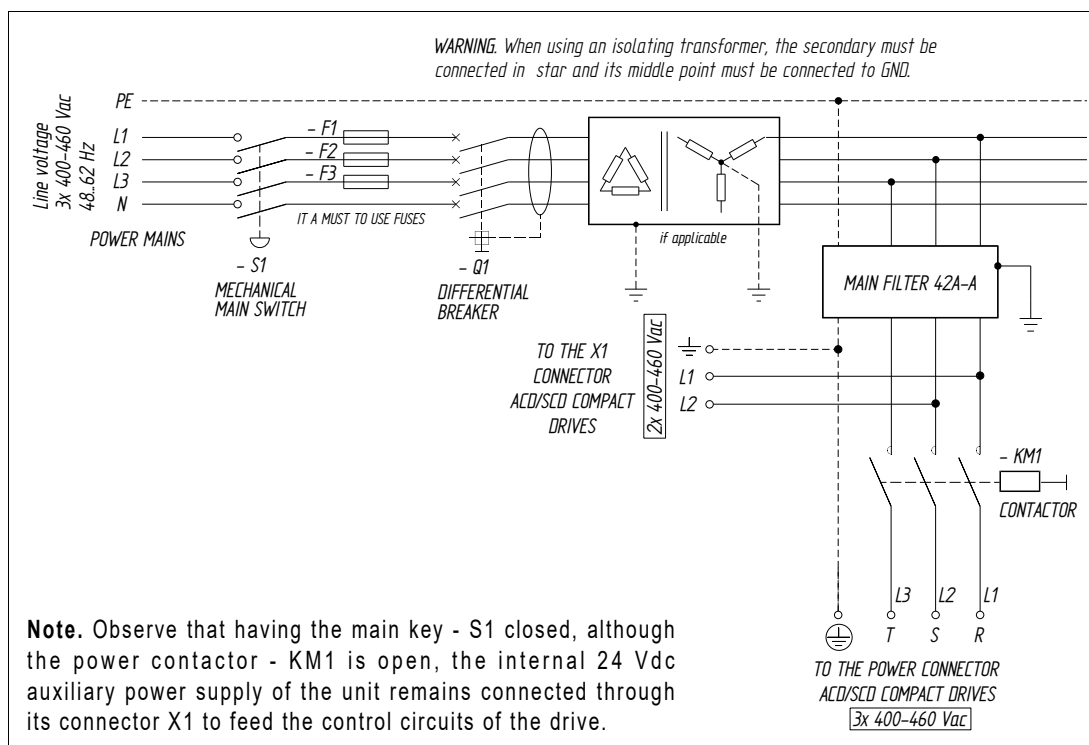 WARNING. When using an isolating transformer, the secondary must be
connected in star and its middle point must be connected to GND.
Line voltage
3x 400-460 Vac
48...62 Hz
PE
L1
L2
L3
N
POWER MAINS
- F1
- F2
- F3
IT A MUST TO USE FUSES
- S1
MECHANICAL
MAIN SWITCH
- Q1
DIFFERENTIAL
BREAKER
if applicable
MAIN FILTER 42A-A
TO THE X1
CONNECTOR
ACD/SCD COMPACT
DRIVES
2x 400-460 Vac
L1
L2
- KM1
CONTACTOR
L3
L2
L1
T
S
R
TO THE POWER CONNECTOR
ACD/SCD COMPACT DRIVES
3x 400-460 Vac
Note. Observe that having the main key - S1 closed, although
the power contactor - KM1 is open, the internal 24 Vdc
auxiliary power supply of the unit remains connected through
its connector X1 to feed the control circuits of the drive.